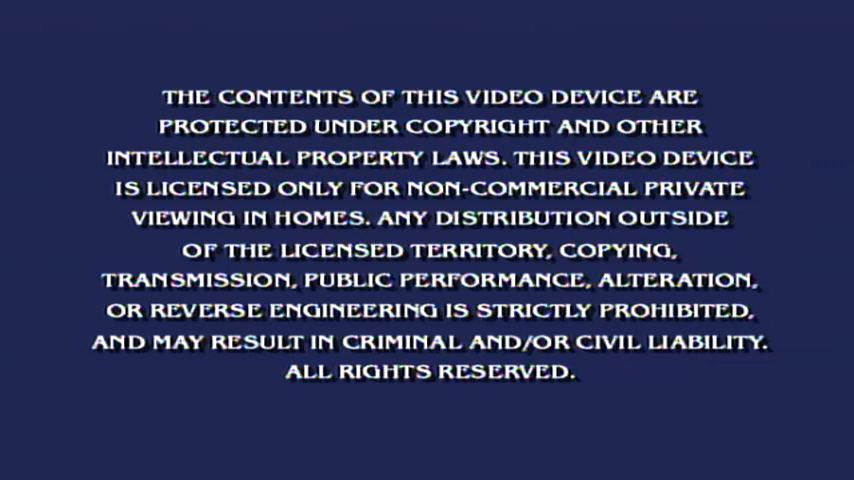 THE CONTENTS OF THIS VIDEO DEVICE ARE
PROTECTED UNDER COPYRIGHT AND OTHER
INTELLECTUAL PROPERTY LAWS. THIS VIDEO DEVICE
IS LICENSED ONLY FOR NON-COMMERCIAL PRIVATE
VIEWING IN HOMES. ANY DISTRIBUTION OUTSIDE
OF THE LICENSED TERRITORY, COPYING,
TRANSMISSION, PUBLIC PERFORMANCE, ALTERATION,
OR REVERSE ENGINEERING IS STRICTLY PROHIBITED,
AND MAY RESULT IN CRIMINAL AND/OR CIVIL LIABILITY.
ALL RIGHTS RESERVED.